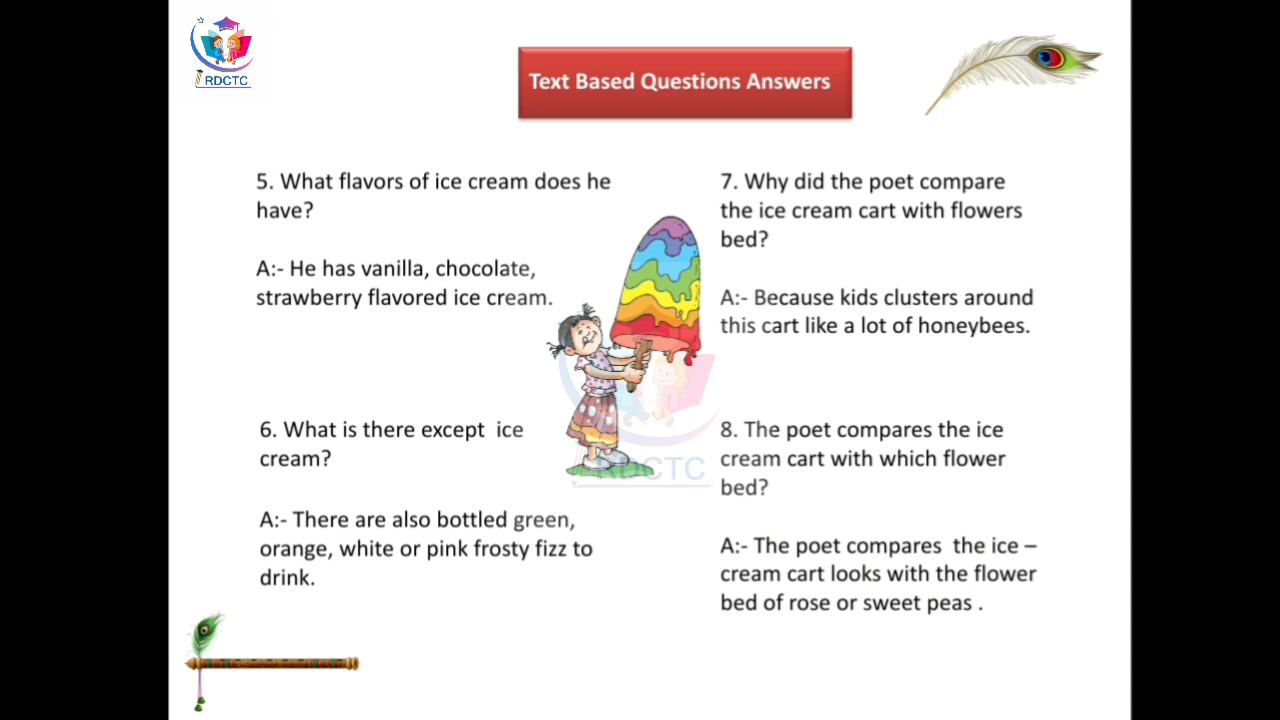 RDCTC
Text Based Questions Answers
5. What flavors of ice cream does he
have?
A:- He has vanilla, chocolate,
strawberry flavored ice cream.
6. What is there except ice
cream?
A:- There are also bottled green,
orange, white or pink frosty fizz to
drink.
7. Why did the poet compare
the ice cream cart with flowers
bed?
A:- Because kids clusters around
this cart like a lot of honeybees.
8. The poet compares the ice
cream cart with which flower
bed?
A:- The poet compares the ice –
cream cart looks with the flower
bed of rose or sweet peas .
RDCTC